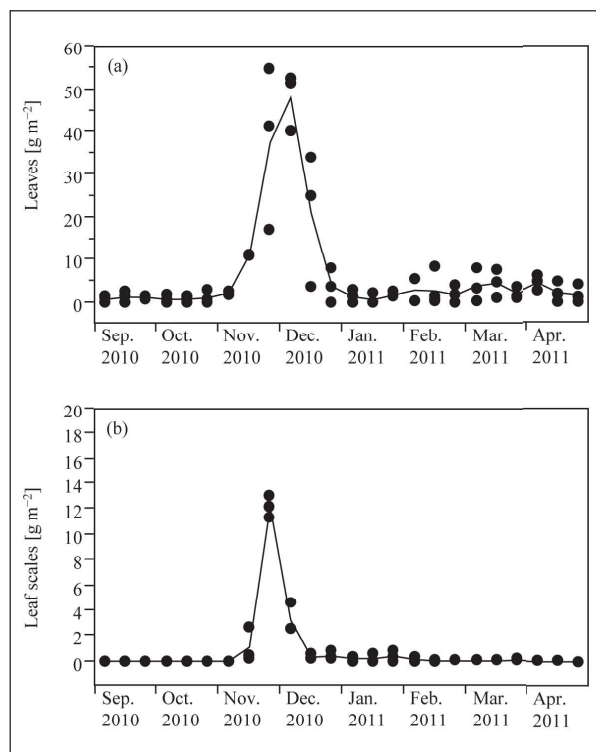 (a)
Leaves [g m⁻²]
60
50
40
30
20
10
0
Sep. Oct. Nov. Dec. Jan. Feb. Mar. Apr.
2010 2010 2010 2010 2011 2011 2011 2011
(b)
Leaf scales [g m⁻²]
20
18
16
14
12
10
8
6
4
2
0
Sep. Oct. Nov. Dec. Jan. Feb. Mar. Apr.
2010 2010 2010 2010 2011 2011 2011 2011